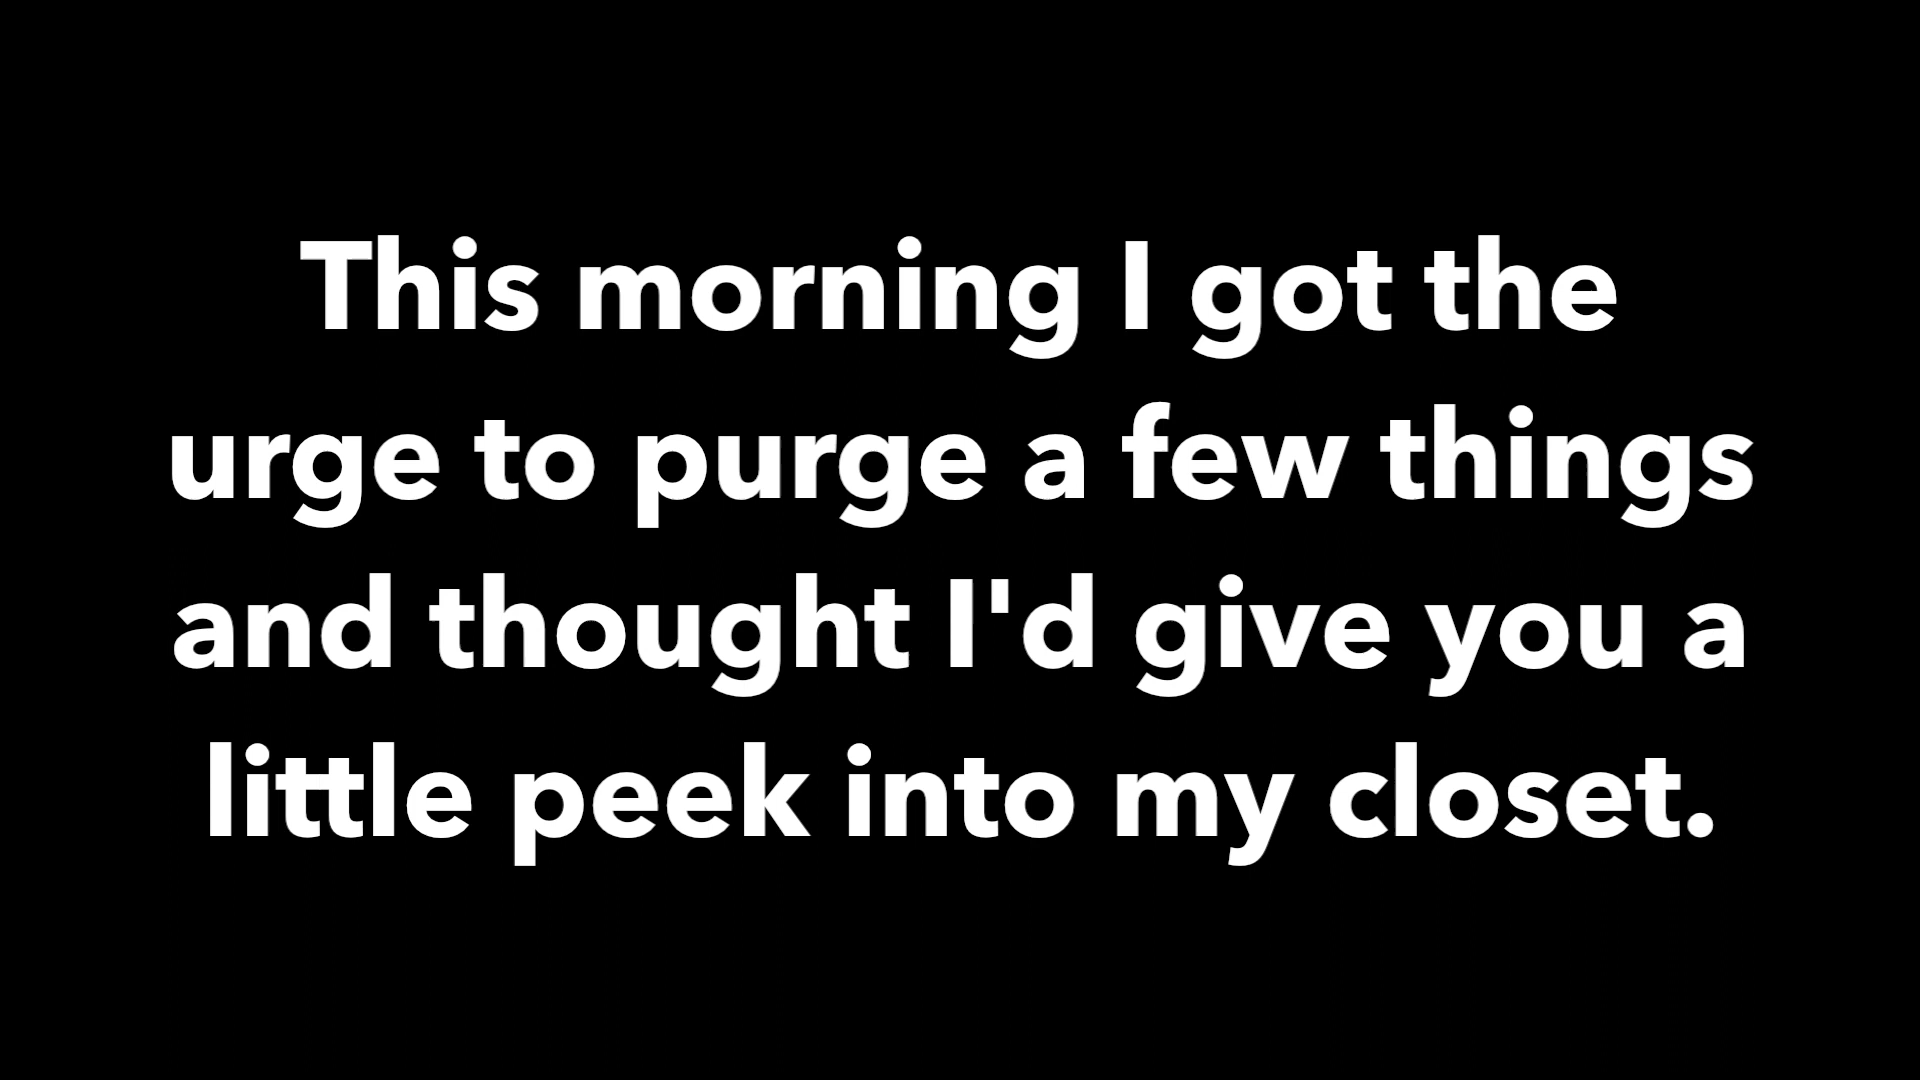 This morning I got the
urge to purge a few things
and thought I'd give you a
little peek into my closet.